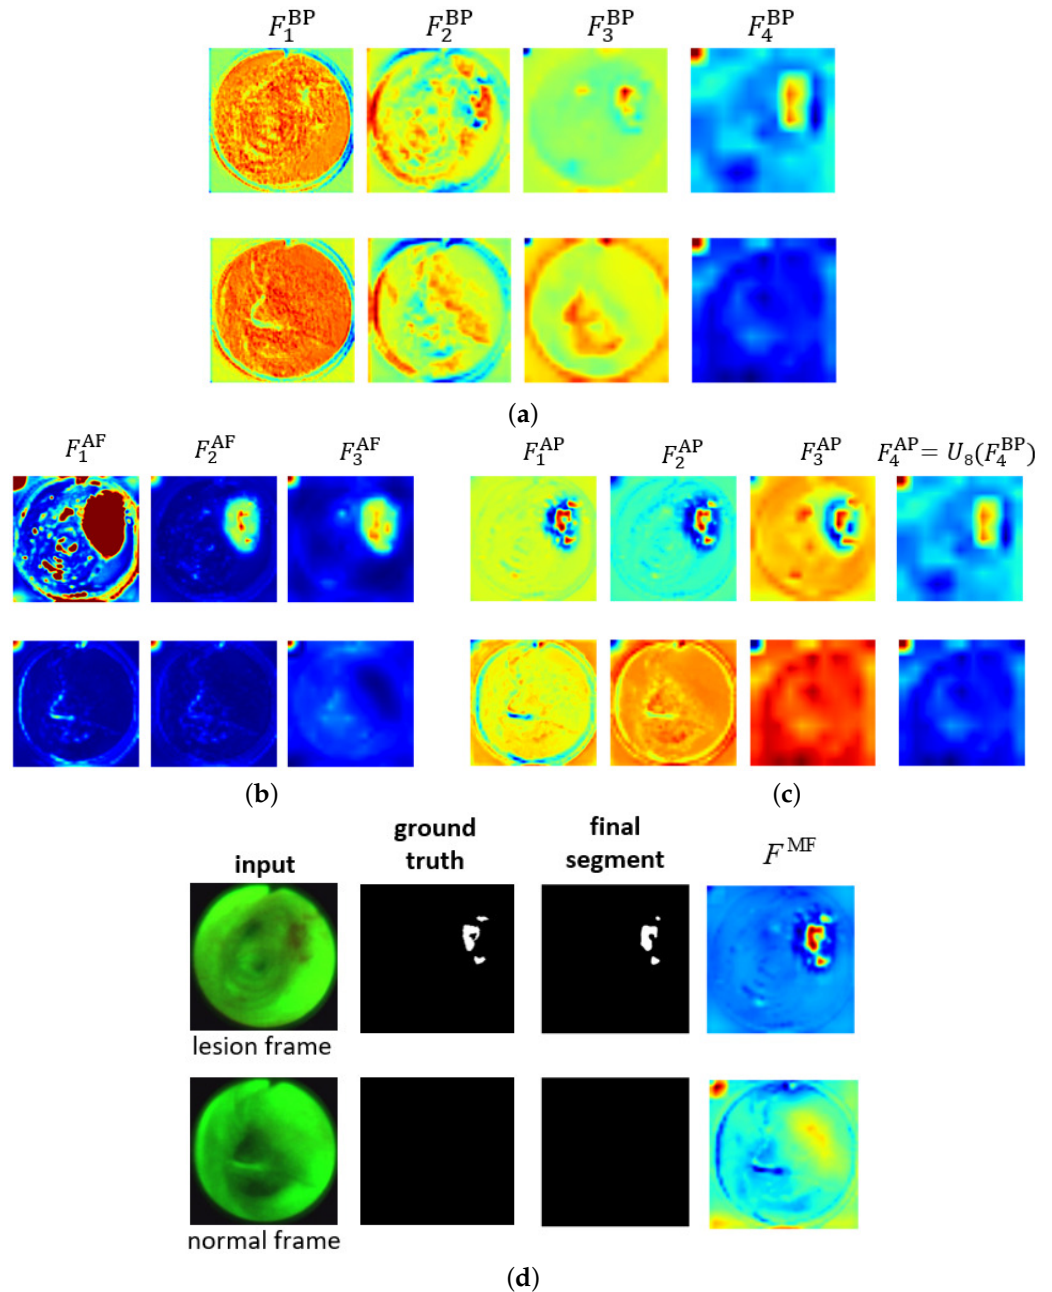 F₁ᴮᴾ F₂ᴮᴾ F₃ᴮᴾ F₄ᴮᴾ
(a)
F₁ᴬF F₂ᴬF F₃ᴬF F₁ᴬᴾ F₂ᴬᴾ F₃ᴬᴾ F₄ᴬᴾ = U₈(F₄ᴮᴾ)
(b) (c)
input
ground
truth
final
segment
FᴹF
lesion frame
normal frame
(d)